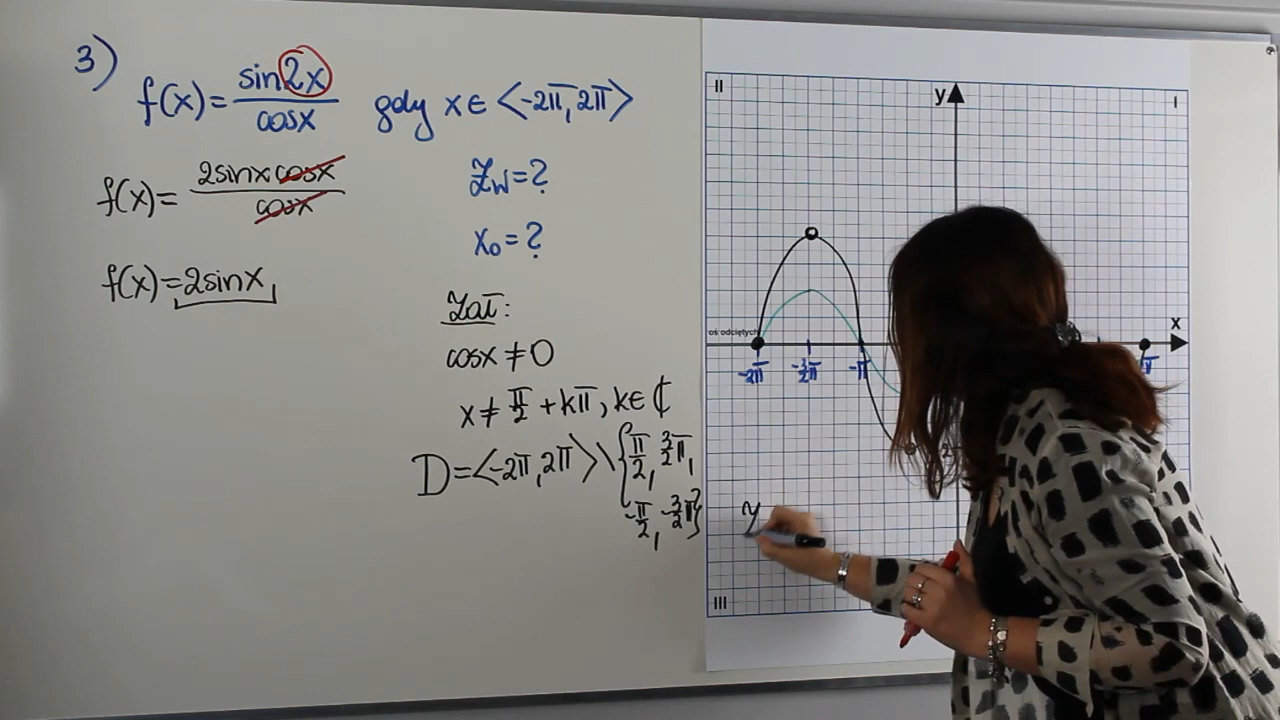 3)
f(x)= sin2x/cosx gdy x∈ <-2π, 2π>
f(x)= 2sinx cosx/cosx
f(x)=2sinx
Zw=?
x₀=?
Zał:
cosx≠0
x≠ π/2 +kπ, k∈ ℂ
D=<-2π, 2π>\{π/2, 3/2π,
-π/2, -3/2π}
II
y
I
oś odciętych
x
-2π
-3/2π
-π
III